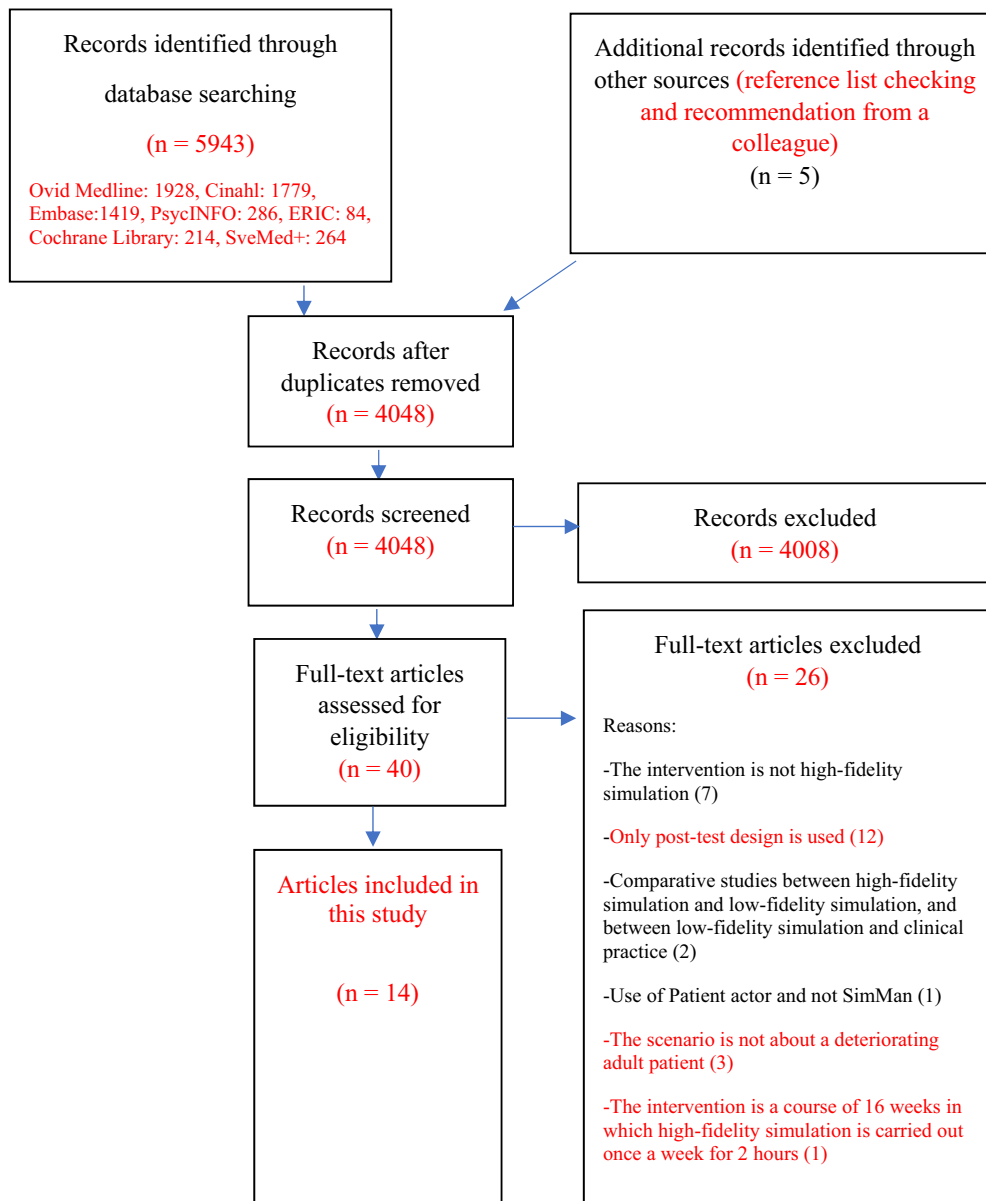 Records identified through
database searching
(n = 5943)
Ovid Medline: 1928, Cinahl: 1779,
Embase:1419, PsycINFO: 286, ERIC: 84,
Cochrane Library: 214, SveMed+: 264
Additional records identified through
other sources (reference list checking
and recommendation from a
colleague)
(n = 5)
Records after
duplicates removed
(n = 4048)
Records screened
(n = 4048)
Records excluded
(n = 4008)
Full-text articles
assessed for
eligibility
(n = 40)
Full-text articles excluded
(n = 26)
Reasons:
-The intervention is not high-fidelity
simulation (7)
-Only post-test design is used (12)
-Comparative studies between high-fidelity
simulation and low-fidelity simulation, and
between low-fidelity simulation and clinical
practice (2)
-Use of Patient actor and not SimMan (1)
-The scenario is not about a deteriorating
adult patient (3)
-The intervention is a course of 16 weeks in
which high-fidelity simulation is carried out
once a week for 2 hours (1)
Articles included in
this study
(n = 14)